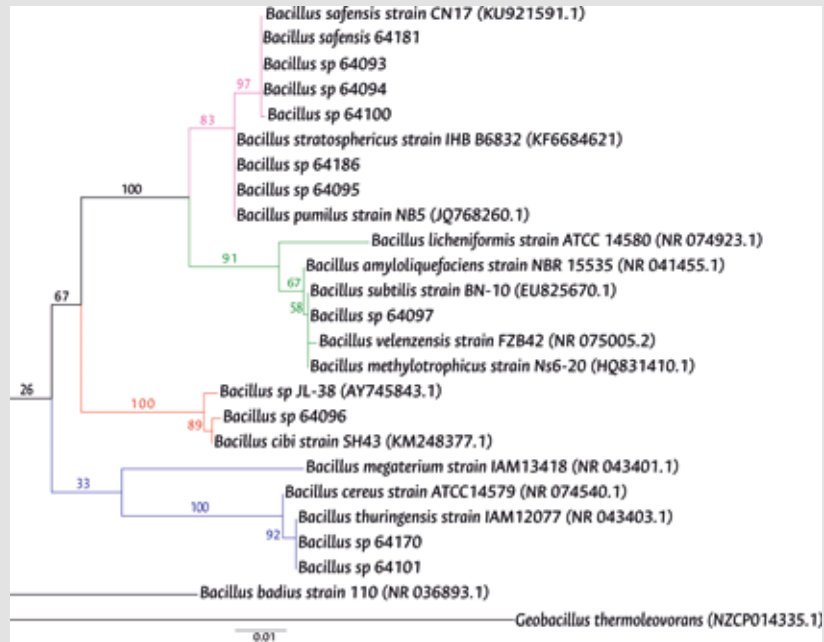 Bacillus safensis strain CN17 (KU921591.1)
Bacillus safensis 64181
Bacillus sp 64093
97
Bacillus sp 64094
Bacillus sp 64100
83
Bacillus stratosphericus strain IHB B6832 (KF6684621)
Bacillus sp 64186
100
Bacillus sp 64095
Bacillus pumilus strain NB5 (JQ768260.1)
Bacillus licheniformis strain ATCC 14580 (NR 074923.1)
91
Bacillus amyloliquefaciens strain NBR 15535 (NR 041455.1)
67
Bacillus subtilis strain BN-10 (EU825670.1)
67
58
Bacillus sp 64097
Bacillus velenzensis strain FZB42 (NR 075005.2)
Bacillus methylotrophicus strain Ns6-20 (HQ831410.1)
26
Bacillus sp JL-38 (AY745843.1)
100
Bacillus sp 64096
89
Bacillus cibi strain SH43 (KM248377.1)
Bacillus megaterium strain IAM13418 (NR 043401.1)
33
Bacillus cereus strain ATCC14579 (NR 074540.1)
100
Bacillus thuringensis strain IAM12077 (NR 043403.1)
92
Bacillus sp 64170
Bacillus sp 64101
Bacillus badius strain 110 (NR 036893.1)
Geobacillus thermoleovorans (NZCP014335.1)
0.01